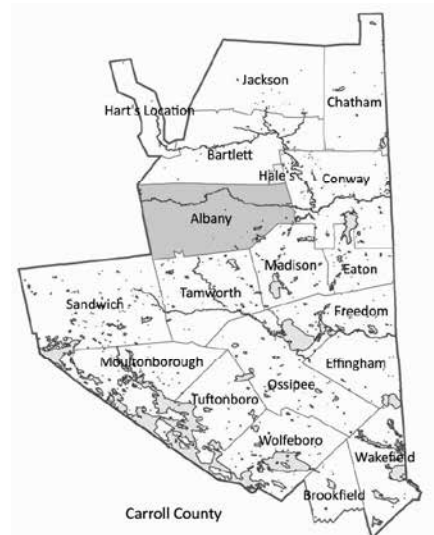 Jackson
Chatham
Hart's Location
Bartlett
Hale's
Conway
Albany
Madison
Eaton
Tamworth
Sandwich
Freedom
Moultonborough
Effingham
Ossipee
Tuftonboro
Wolfeboro
Wakefield
Brookfield
Carroll County